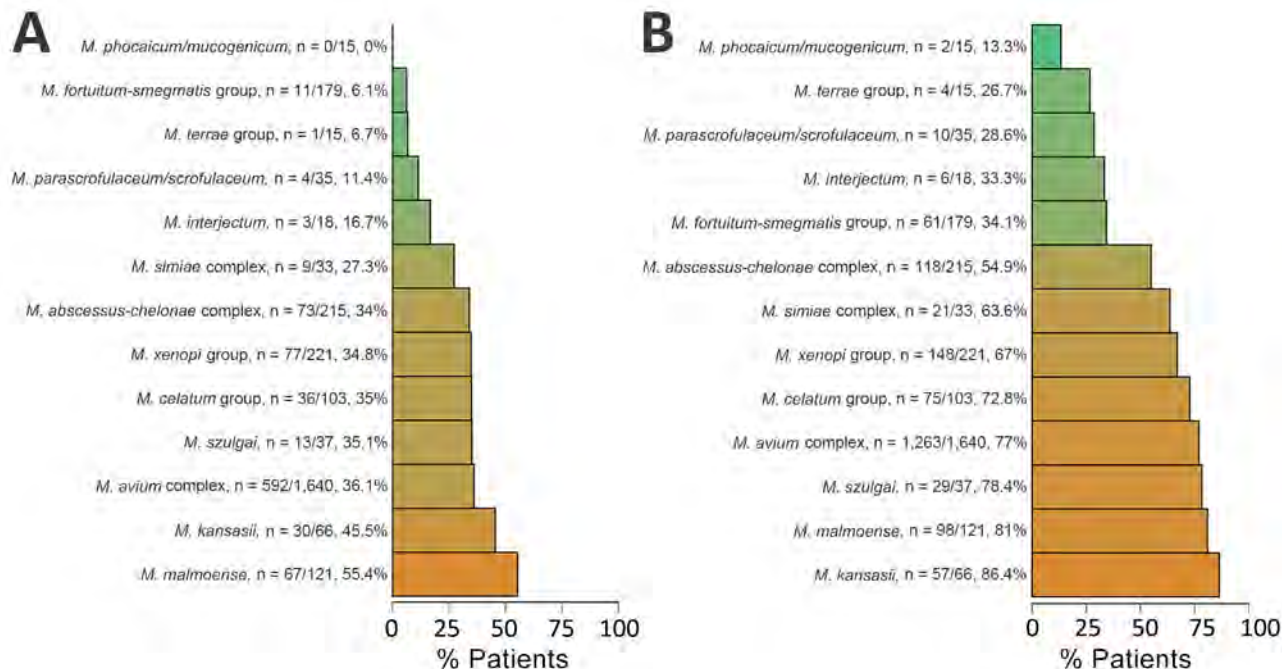 A
M. phocaicum/mucogenicum, n = 0/15, 0%
M. fortuitum-smegmatis group, n = 11/179, 6.1%
M. terrae group, n = 1/15, 6.7%
M. parascrofulaceum/scrofulaceum, n = 4/35, 11.4%
M. interjectum, n = 3/18, 16.7%
M. simiae complex, n = 9/33, 27.3%
M. abscessus-chelonae complex, n = 73/215, 34%
M. xenopi group, n = 77/221, 34.8%
M. celatum group, n = 36/103, 35%
M. szulgai, n = 13/37, 35.1%
M. avium complex, n = 592/1,640, 36.1%
M. kansasii, n = 30/66, 45.5%
M. malmoense, n = 67/121, 55.4%
0 25 50 75 100
% Patients
B
M. phocaicum/mucogenicum, n = 2/15, 13.3%
M. terrae group, n = 4/15, 26.7%
M. parascrofulaceum/scrofulaceum, n = 10/35, 28.6%
M. interjectum, n = 6/18, 33.3%
M. fortuitum-smegmatis group, n = 61/179, 34.1%
M. abscessus-chelonae complex, n = 118/215, 54.9%
M. simiae complex, n = 21/33, 63.6%
M. xenopi group, n = 148/221, 67%
M. celatum group, n = 75/103, 72.8%
M. avium complex, n = 1,263/1,640, 77%
M. szulgai, n = 29/37, 78.4%
M. malmoense, n = 98/121, 81%
M. kansasii, n = 57/66, 86.4%
0 25 50 75 100
% Patients